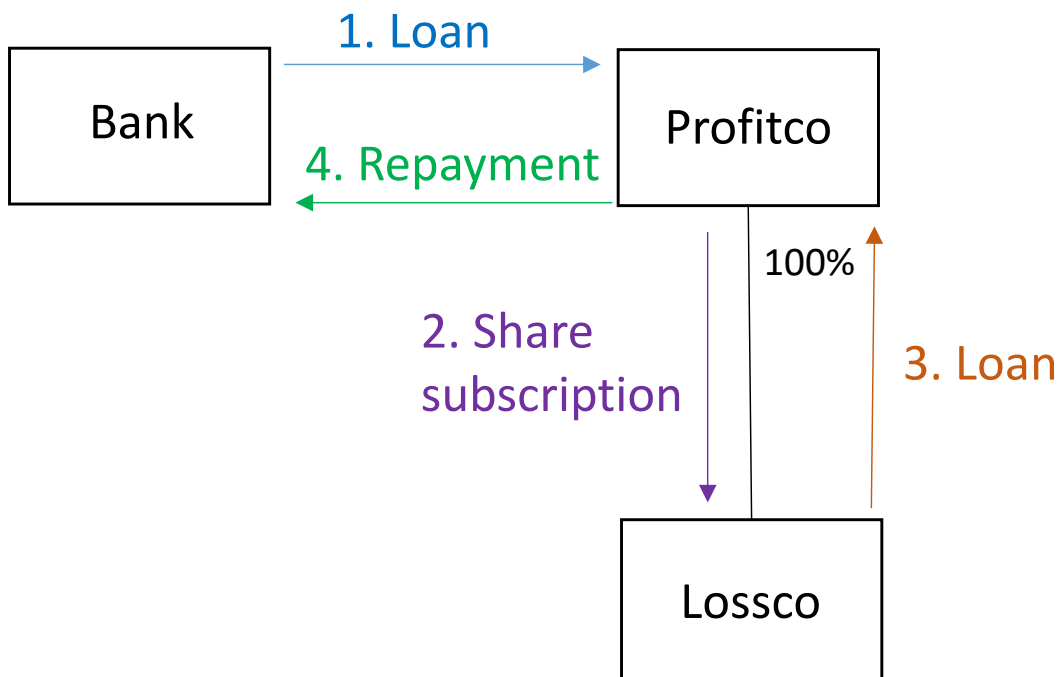 1. Loan
Bank
Profitco
4. Repayment
100%
2. Share
subscription
3. Loan
Lossco